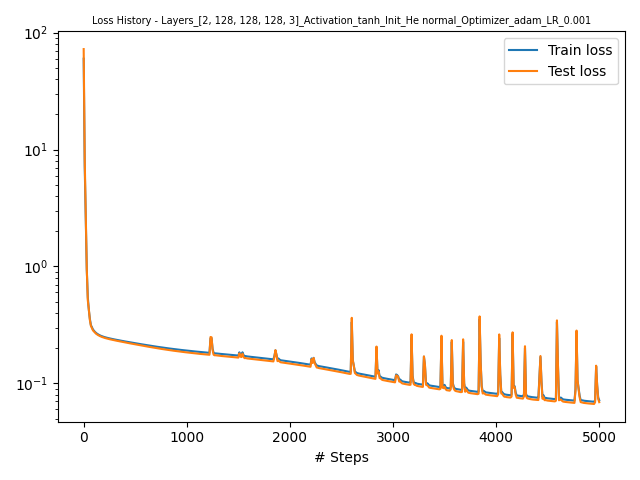 Loss History - Layers_[2, 128, 128, 128, 3]_Activation_tanh_Init_He normal_Optimizer_adam_LR_0.001
Train loss
Test loss
10²
10¹
10⁰
10⁻¹
0 1000 2000 3000 4000 5000
# Steps